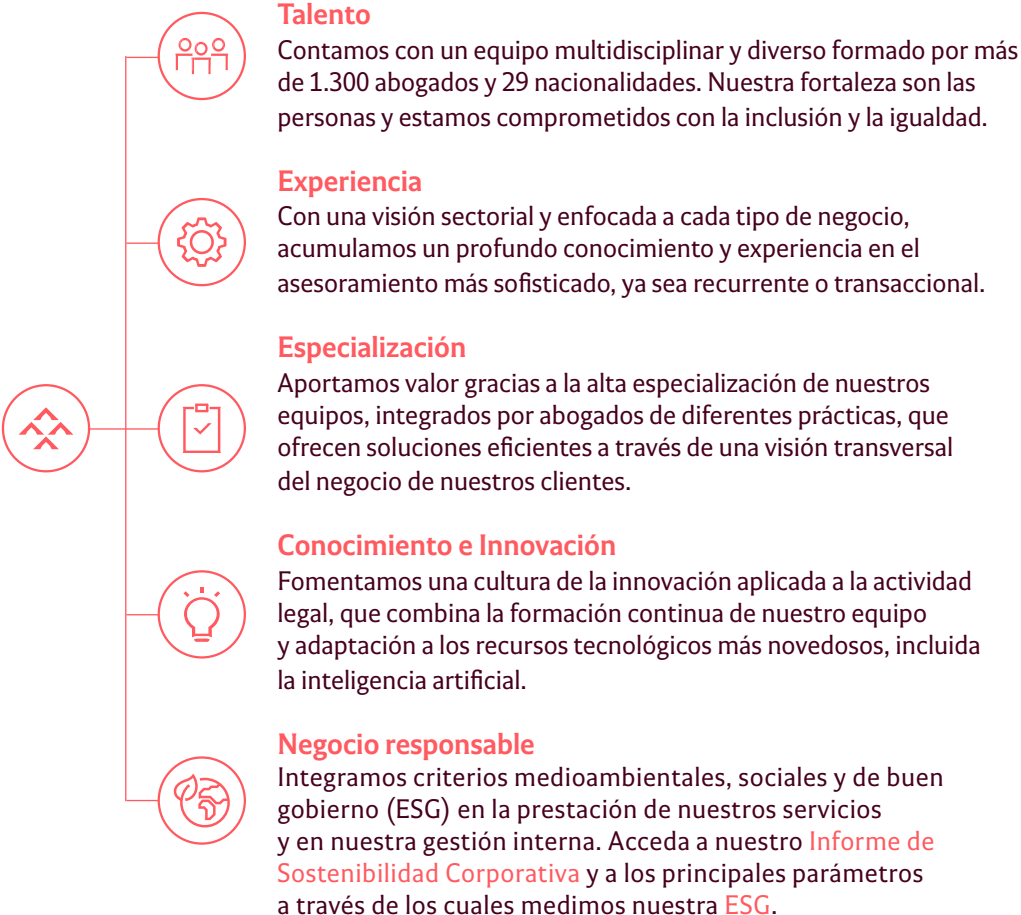 Talento
Contamos con un equipo multidisciplinar y diverso formado por más
de 1.300 abogados y 29 nacionalidades. Nuestra fortaleza son las
personas y estamos comprometidos con la inclusión y la igualdad.
Experiencia
Con una visión sectorial y enfocada a cada tipo de negocio,
acumulamos un profundo conocimiento y experiencia en el
asesoramiento más sofisticado, ya sea recurrente o transaccional.
Especialización
Aportamos valor gracias a la alta especialización de nuestros
equipos, integrados por abogados de diferentes prácticas, que
ofrecen soluciones eficientes a través de una visión transversal
del negocio de nuestros clientes.
Conocimiento e Innovación
Fomentamos una cultura de la innovación aplicada a la actividad
legal, que combina la formación continua de nuestro equipo
y adaptación a los recursos tecnológicos más novedosos, incluida
la inteligencia artificial.
Negocio responsable
Integramos criterios medioambientales, sociales y de buen
gobierno (ESG) en la prestación de nuestros servicios
y en nuestra gestión interna. Acceda a nuestro Informe de
Sostenibilidad Corporativa y a los principales parámetros
a través de los cuales medimos nuestra ESG.